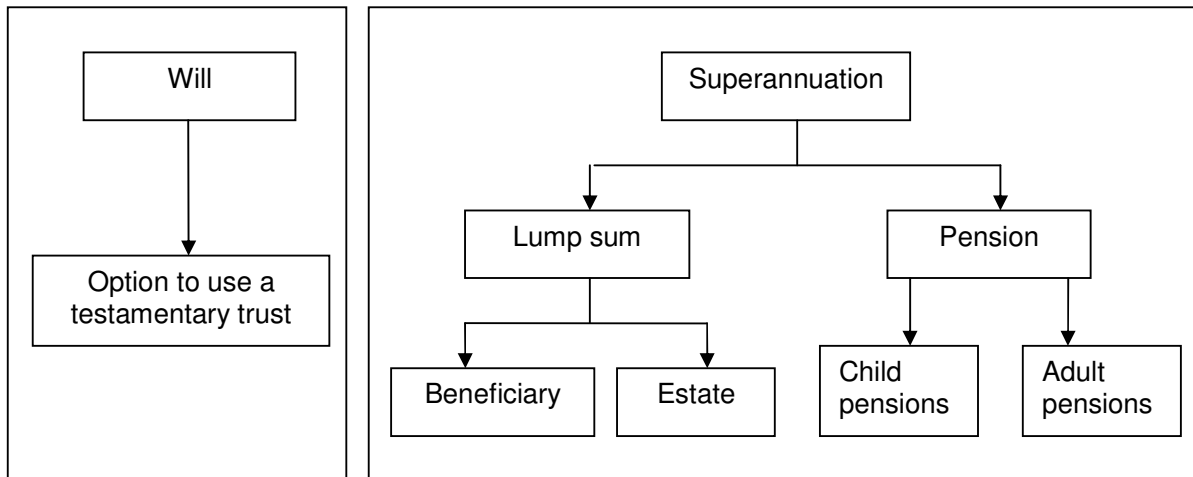 Will
Option to use a
testamentary trust
Superannuation
Lump sum
Pension
Beneficiary
Estate
Child
pensions
Adult
pensions